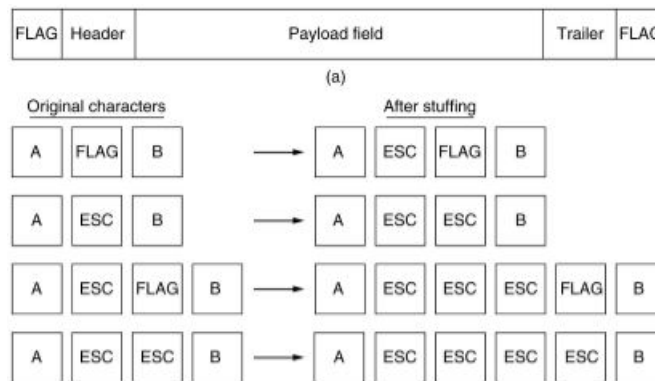 FLAG Header Payload field Trailer FLAG
(a)
Original characters After stuffing
A FLAG B A ESC FLAG B
A ESC B A ESC ESC B
A ESC FLAG B A ESC ESC ESC FLAG B
A ESC ESC B A ESC ESC ESC ESC B